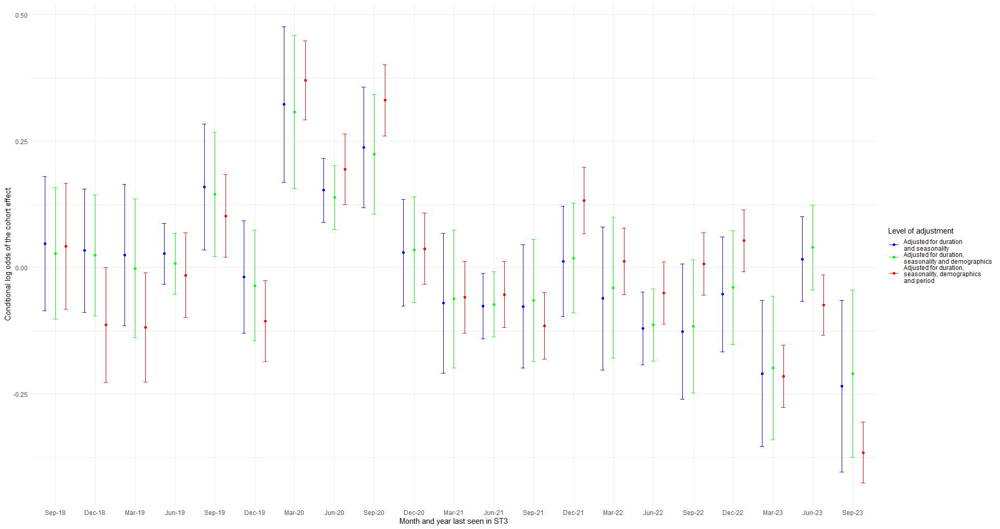 0.50
0.25
0.00
-0.25
Conditional log odds of the cohort effect
Sep-18 Dec-18 Mar-19 Jun-19 Sep-19 Dec-19 Mar-20 Jun-20 Sep-20 Dec-20 Mar-21 Jun-21 Sep-21 Dec-21 Mar-22 Jun-22 Sep-22 Dec-22 Mar-23 Jun-23 Sep-23
Month and year last seen in ST3
Level of adjustment
Adjusted for duration
and seasonality
Adjusted for duration,
seasonality and demographics
Adjusted for duration,
seasonality, demographics
and period